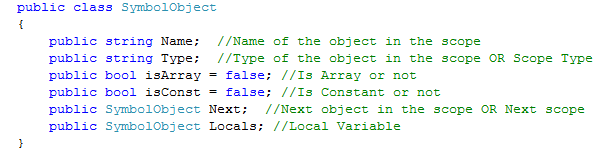 public class SymbolObject
{
public string Name;  //Name of the object in the scope
public string Type;  //Type of the object in the scope OR Scope Type
public bool isArray = false; //Is Array or not
public bool isConst = false; //Is Constant or not
public SymbolObject Next;  //Next object in the scope OR Next scope
public SymbolObject Locals; //Local Variable
}